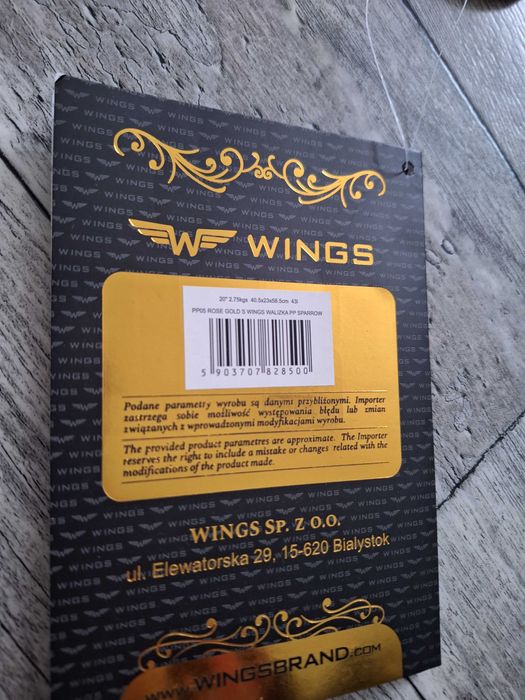 WINGS
20" 2.75kgs 40.5x23x56.5cm 43l
PP05 ROSE GOLD S WINGS WALIZKA PP SPARROW
5 903707 828500
Podane parametry wyrobu są danymi przybliżonymi. Importer
zastrzega sobie możliwość występowania błędu lub zmian
związanych z wprowadzonymi modyfikacjami wyrobu.
The provided product parametres are approximate. The Importer
reserves the right to include a mistake or changes related with the
modifications of the product made.
WINGS SP. Z O.O.
ul. Elewatorska 29, 15-620 Bialystok
www.WINGSBRAND.COM